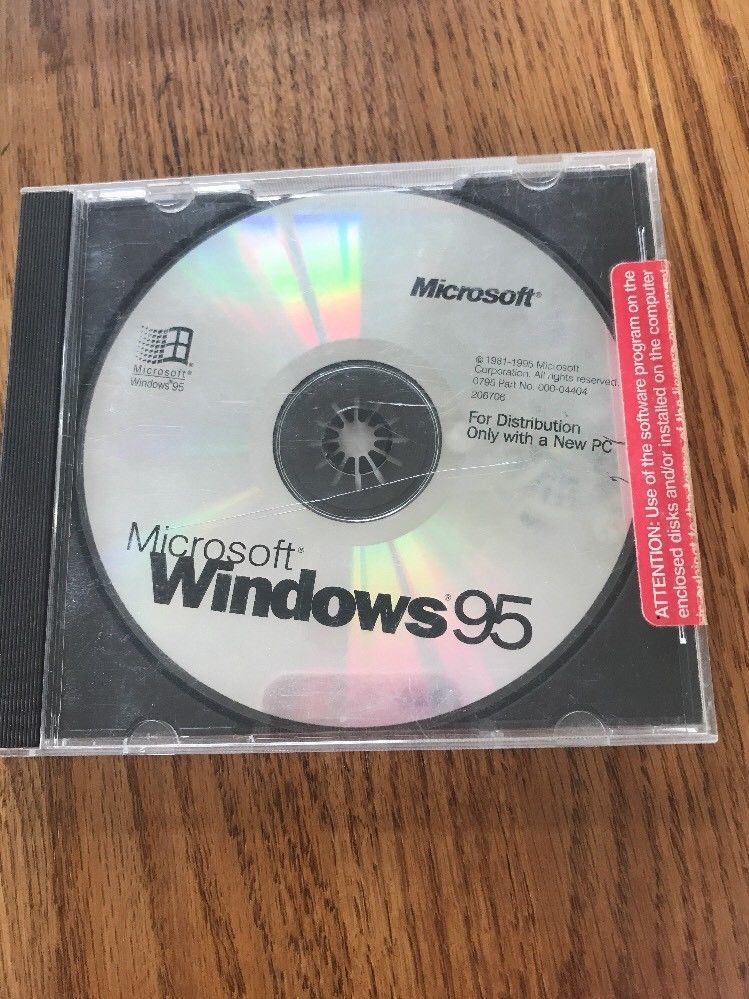 Microsoft®
Microsoft®
Windows®95
© 1981-1995 Microsoft
Corporation. All rights reserved.
0795 Part No. 000-04404
206706
For Distribution
Only with a New PC
Microsoft®
Windows®95
ATTENTION: Use of the software program on the
enclosed disks and/or installed on the computer